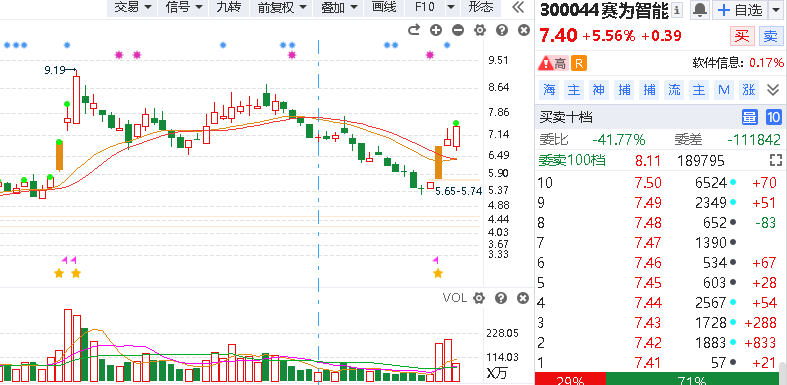 交易 信号 九转 前复权 叠加 画线 F10 形态
300044 赛为智能 i + 自选
7.40 +5.56% +0.39 买 卖
高 R 软件信息: 0.17%
海 主 神 捕 捕 流 主 M 涨
买卖十档 量 10
委比 -41.77% 委差 -111842
委卖100档 8.11 189795
10 7.50 6524 +70
9 7.49 2349 +51
8 7.48 652 -83
7 7.47 1390
6 7.46 534 +67
5 7.45 603 +28
4 7.44 2567 +54
3 7.43 1728 +288
2 7.42 1883 +833
1 7.41 57 +21
29% 71%
9.19
9.51
8.64
7.86
7.14
6.49
5.90
5.37
4.88
4.44
4.03
3.67
3.33
5.65-5.74
VOL
228.05
114.03
X万